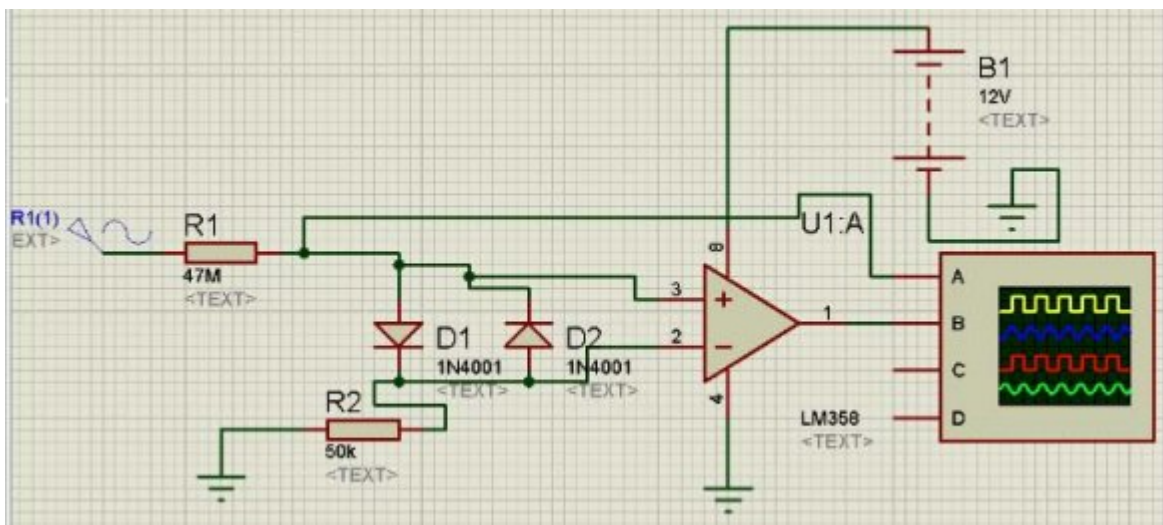 B1
12V
<TEXT>
R1(1)
EXT>
R1
47M
<TEXT>
U1:A
8
3
2
1
4
A
B
C
D
D1
1N4001
<TEXT>
D2
1N4001
<TEXT>
R2
50k
<TEXT>
LM358
<TEXT>